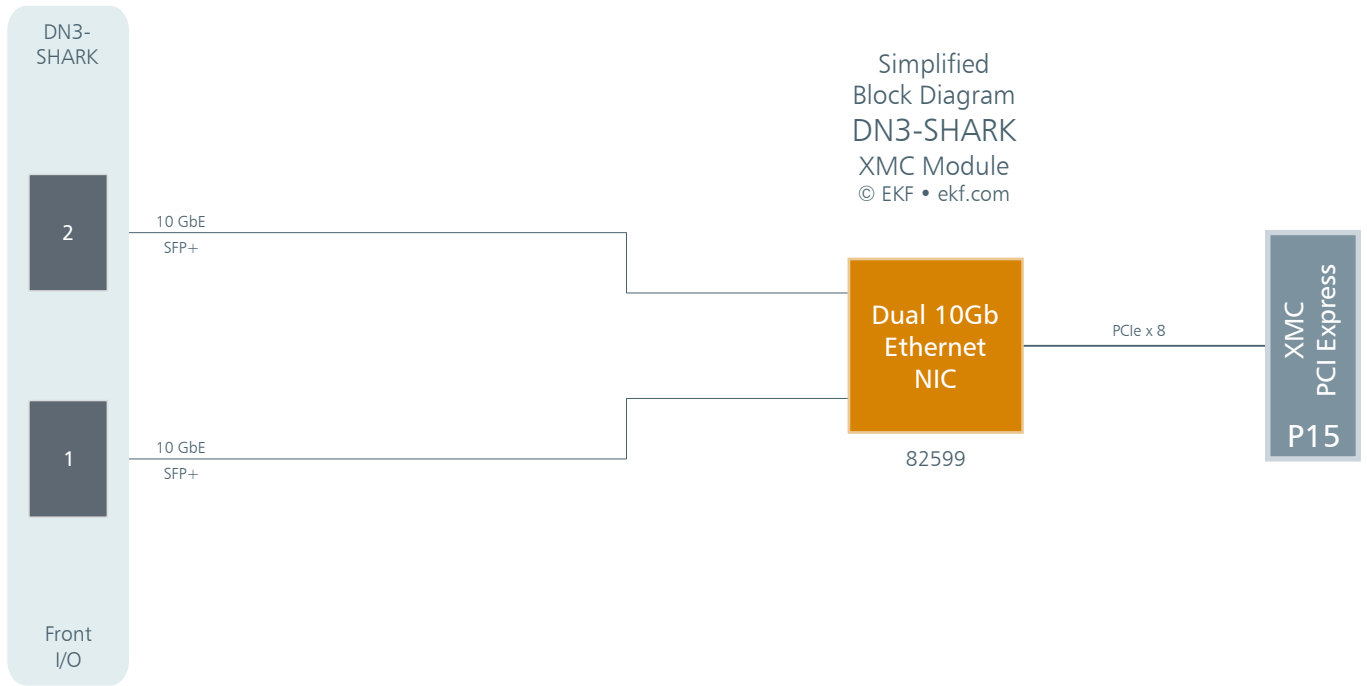 DN3-
SHARK
Simplified
Block Diagram
DN3-SHARK
XMC Module
© EKF • ekf.com
2
10 GbE
SFP+
Dual 10Gb
Ethernet
NIC
82599
PCIe x 8
XMC
PCI Express
P15
1
10 GbE
SFP+
Front
I/O